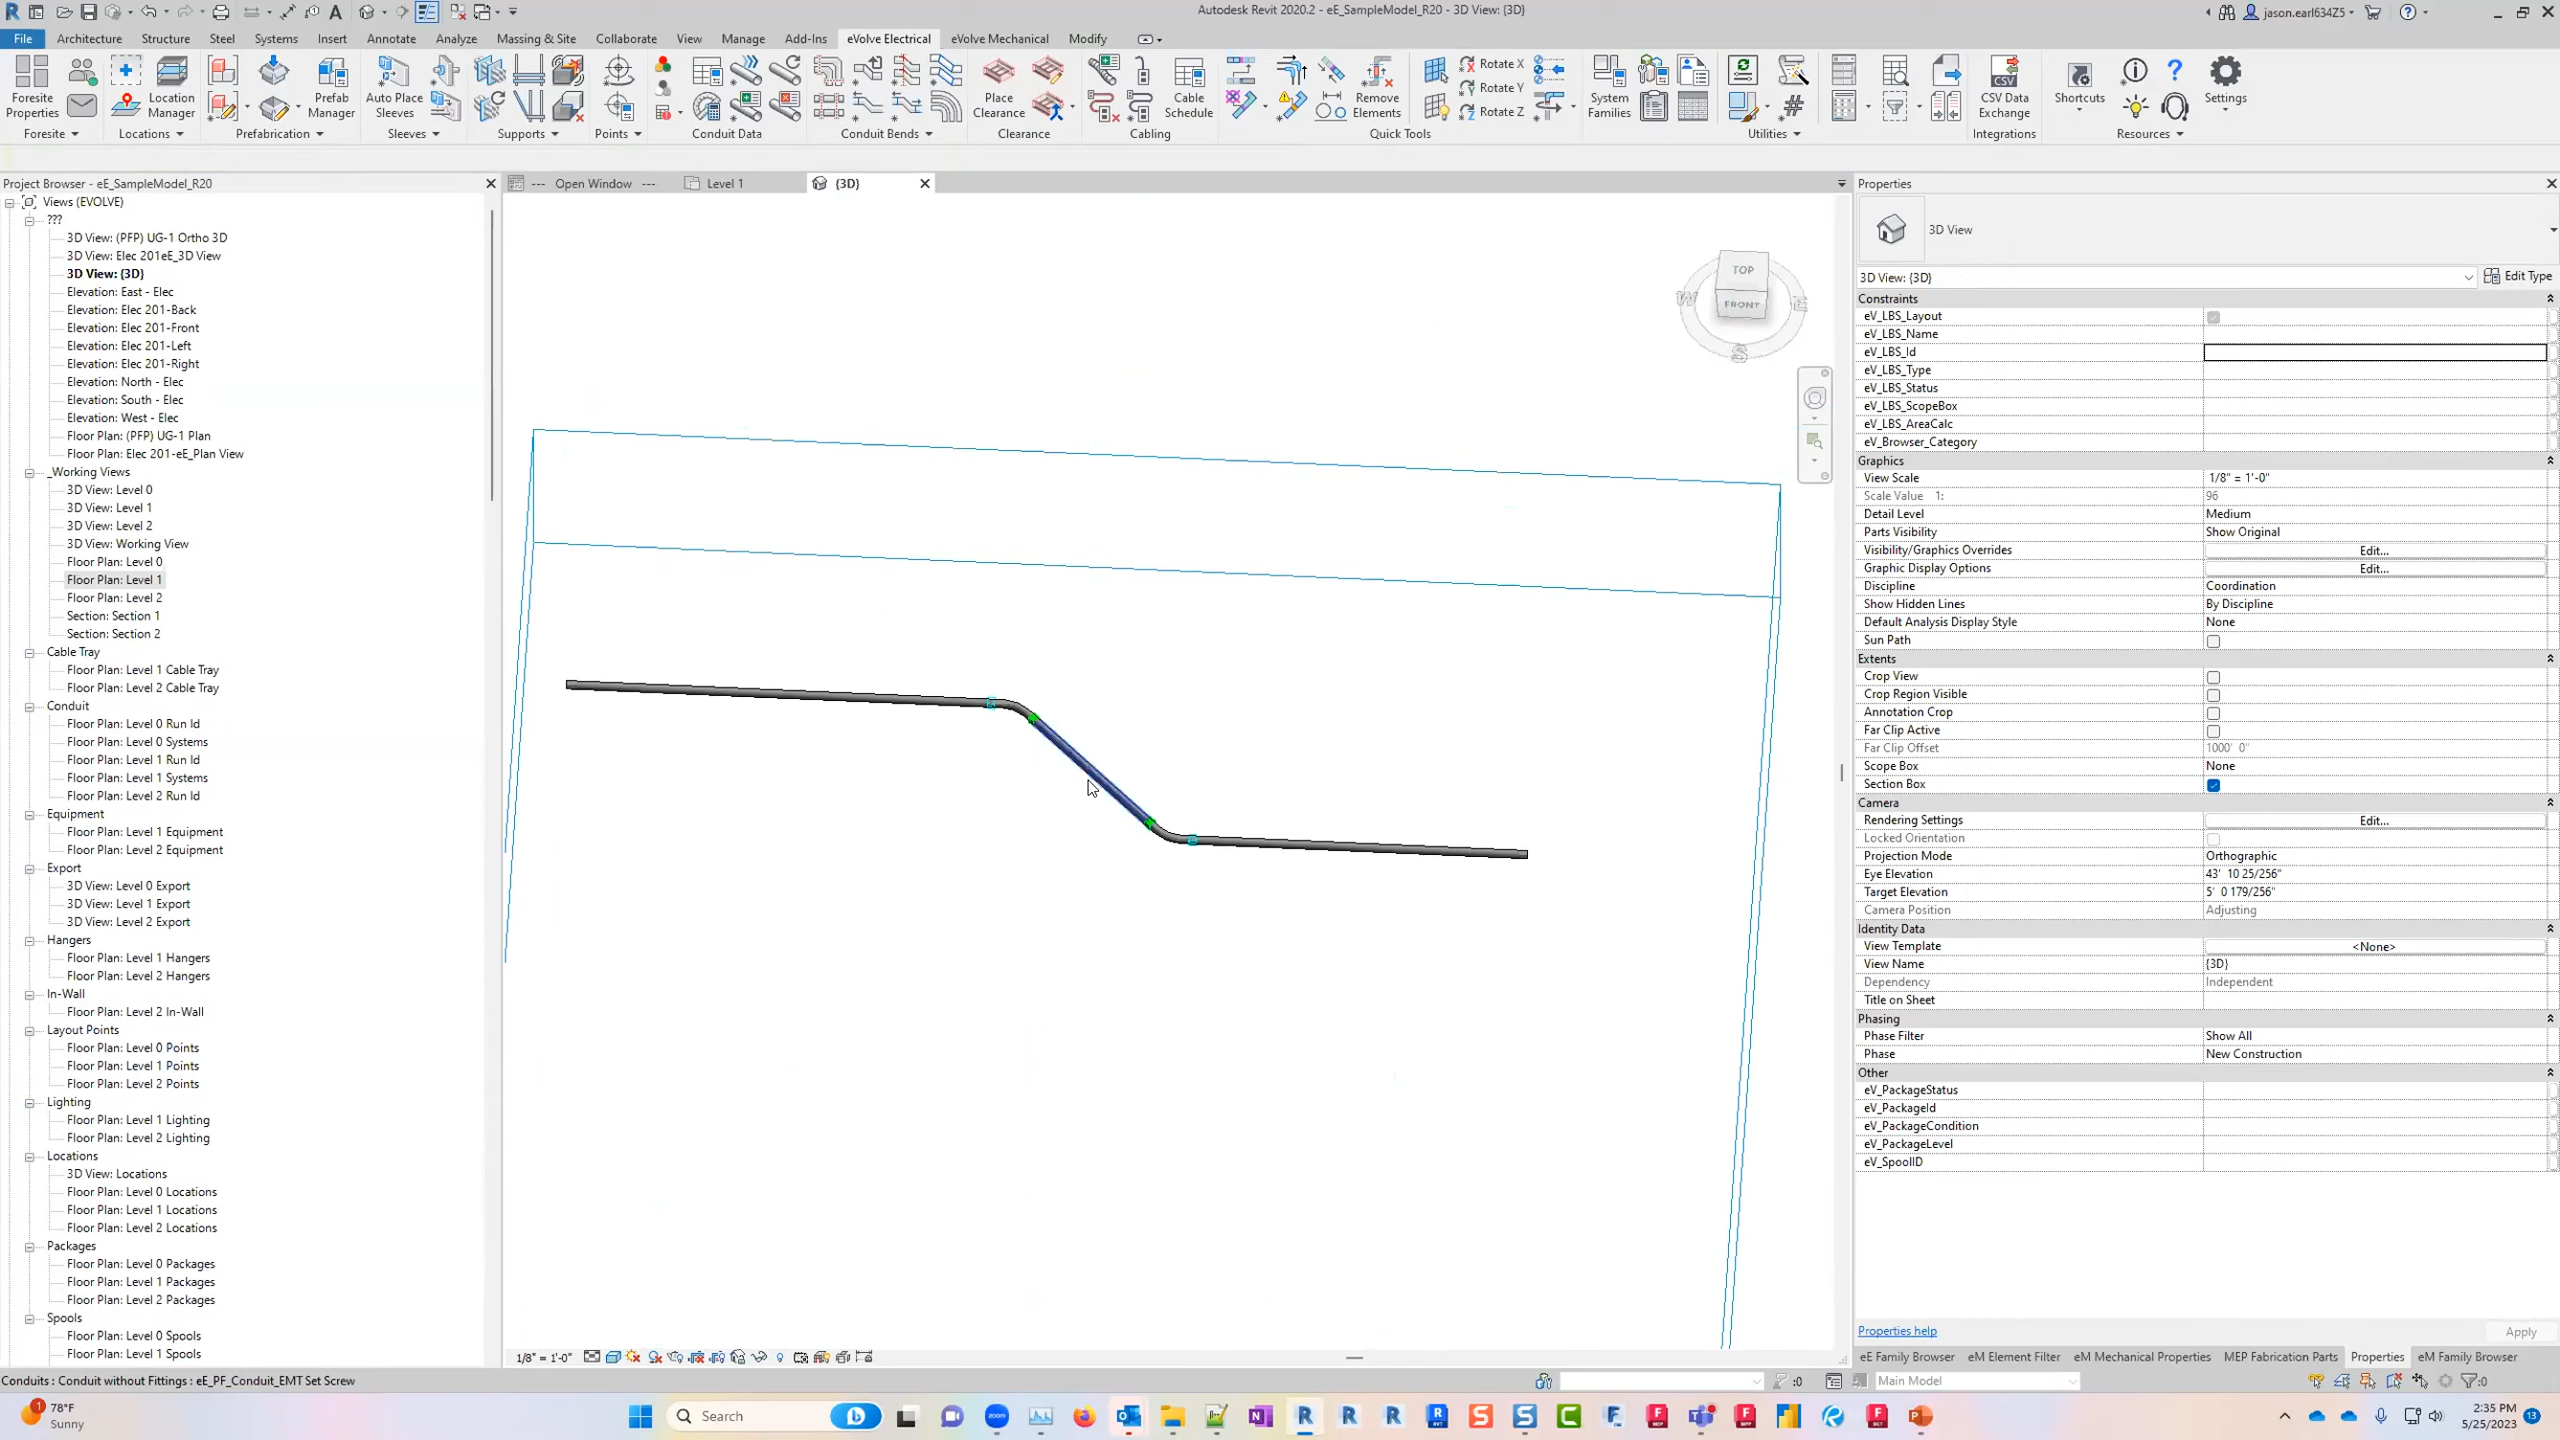 Autodesk Revit 2020.2 - eE_SampleModel_R20 - 3D View: {3D}
jason.earl634Z5
File Architecture Structure Steel Systems Insert Annotate Analyze Massing & Site Collaborate View Manage Add-Ins eVolve Electrical eVolve Mechanical Modify
Foresite Properties
Location Manager
Prefab Manager
Auto Place Sleeves
Place Clearance
Cable Schedule
Remove Elements
Rotate X
Rotate Y
Rotate Z
System Families
CSV Data Exchange
Shortcuts
Settings
Foresite Locations Prefabrication Sleeves Supports Points Conduit Data Conduit Bends Clearance Cabling Quick Tools Utilities Integrations Resources
Project Browser - eE_SampleModel_R20
--- Open Window ---
Level 1
{3D}
Views (EVOLVE)
???
3D View: (PFP) UG-1 Ortho 3D
3D View: Elec 201eE_3D View
3D View: {3D}
Elevation: East - Elec
Elevation: Elec 201-Back
Elevation: Elec 201-Front
Elevation: Elec 201-Left
Elevation: Elec 201-Right
Elevation: North - Elec
Elevation: South - Elec
Elevation: West - Elec
Floor Plan: (PFP) UG-1 Plan
Floor Plan: Elec 201-eE_Plan View
_Working Views
3D View: Level 0
3D View: Level 1
3D View: Level 2
3D View: Working View
Floor Plan: Level 0
Floor Plan: Level 1
Floor Plan: Level 2
Section: Section 1
Section: Section 2
Cable Tray
Floor Plan: Level 1 Cable Tray
Floor Plan: Level 2 Cable Tray
Conduit
Floor Plan: Level 0 Run Id
Floor Plan: Level 0 Systems
Floor Plan: Level 1 Run Id
Floor Plan: Level 1 Systems
Floor Plan: Level 2 Run Id
Equipment
Floor Plan: Level 1 Equipment
Floor Plan: Level 2 Equipment
Export
3D View: Level 0 Export
3D View: Level 1 Export
3D View: Level 2 Export
Hangers
Floor Plan: Level 1 Hangers
Floor Plan: Level 2 Hangers
In-Wall
Floor Plan: Level 2 In-Wall
Layout Points
Floor Plan: Level 0 Points
Floor Plan: Level 1 Points
Floor Plan: Level 2 Points
Lighting
Floor Plan: Level 1 Lighting
Floor Plan: Level 2 Lighting
Locations
3D View: Locations
Floor Plan: Level 0 Locations
Floor Plan: Level 1 Locations
Floor Plan: Level 2 Locations
Packages
Floor Plan: Level 0 Packages
Floor Plan: Level 1 Packages
Floor Plan: Level 2 Packages
Spools
Floor Plan: Level 0 Spools
Floor Plan: Level 1 Spools
TOP
FRONT
W
E
S
1/8" = 1'-0"
Properties
3D View
3D View: {3D}
Edit Type
Constraints
eV_LBS_Layout
eV_LBS_Name
eV_LBS_Id
eV_LBS_Type
eV_LBS_Status
eV_LBS_ScopeBox
eV_LBS_AreaCalc
eV_Browser_Category
Graphics
View Scale 1/8" = 1'-0"
Scale Value 1: 96
Detail Level Medium
Parts Visibility Show Original
Visibility/Graphics Overrides Edit...
Graphic Display Options Edit...
Discipline Coordination
Show Hidden Lines By Discipline
Default Analysis Display Style None
Sun Path
Extents
Crop View
Crop Region Visible
Annotation Crop
Far Clip Active
Far Clip Offset 1000' 0"
Scope Box None
Section Box
Camera
Rendering Settings Edit...
Locked Orientation
Projection Mode Orthographic
Eye Elevation 43' 10 25/256"
Target Elevation 5' 0 179/256"
Camera Position Adjusting
Identity Data
View Template <None>
View Name {3D}
Dependency Independent
Title on Sheet
Phasing
Phase Filter Show All
Phase New Construction
Other
eV_PackageStatus
eV_PackageId
eV_PackageCondition
eV_PackageLevel
eV_SpoolID
Properties help
Apply
eE Family Browser eM Element Filter eM Mechanical Properties MEP Fabrication Parts Properties eM Family Browser
Conduits : Conduit without Fittings : eE_PF_Conduit_EMT Set Screw
:0
Main Model
:0
1
78°F
Sunny
Search
zoom
2:35 PM
5/25/2023
13